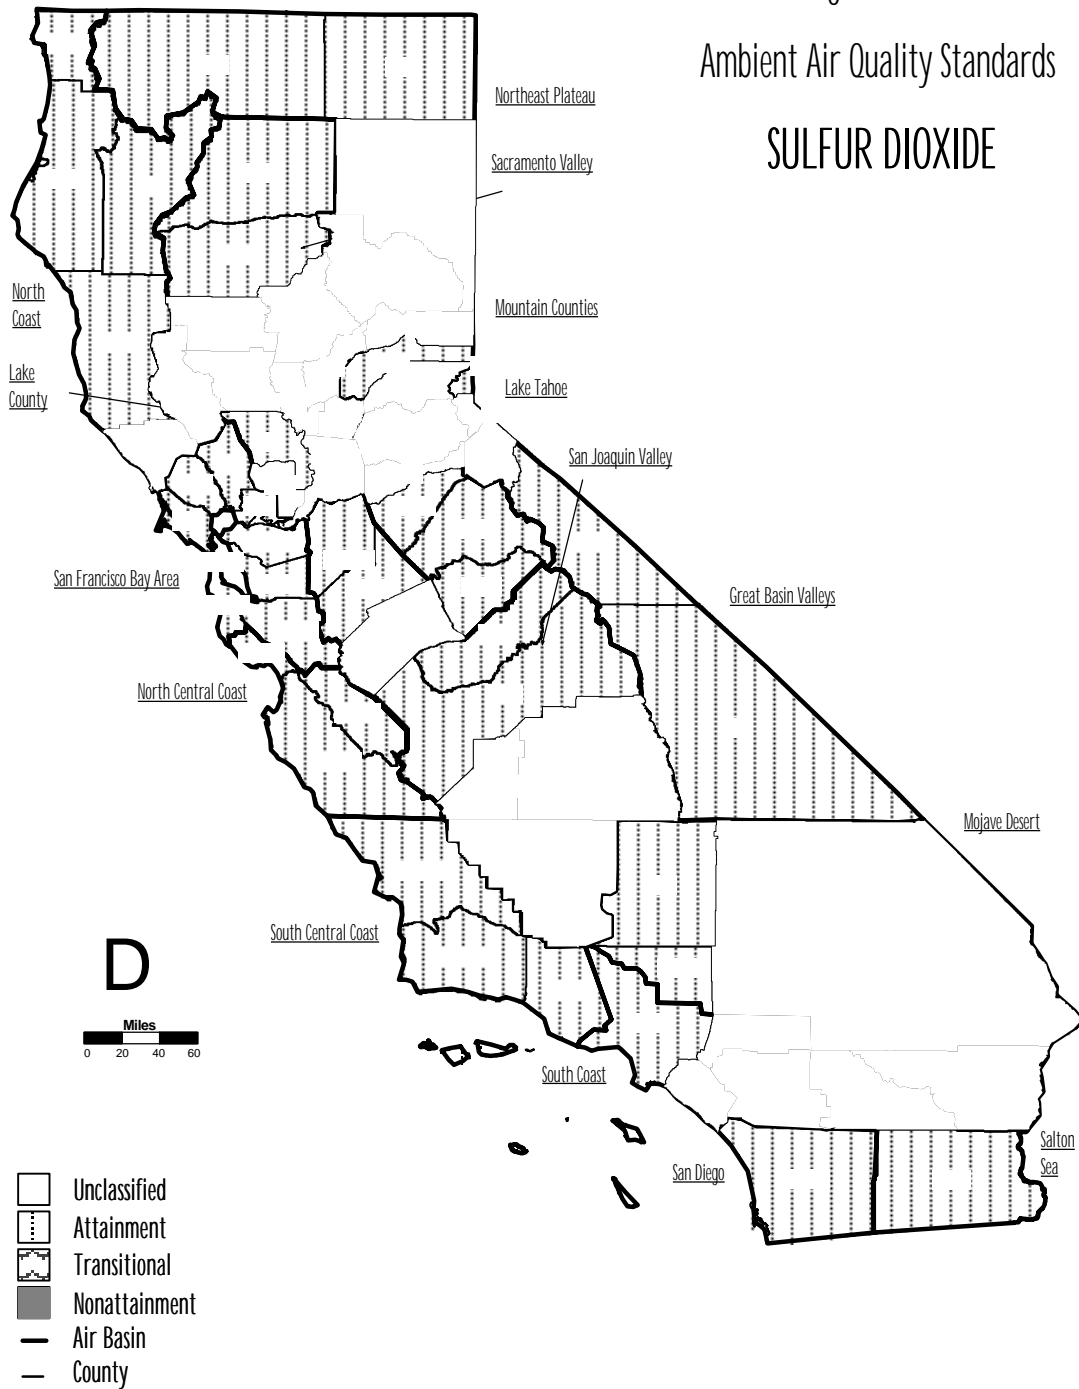 Ambient Air Quality Standards
SULFUR DIOXIDE
Northeast Plateau
Sacramento Valley
North
Coast
Mountain Counties
Lake
County
Lake Tahoe
San Joaquin Valley
San Francisco Bay Area
Great Basin Valleys
North Central Coast
Mojave Desert
South Central Coast
D
Miles
0 20 40 60
South Coast
San Diego
Salton
Sea
Unclassified
Attainment
Transitional
Nonattainment
Air Basin
County